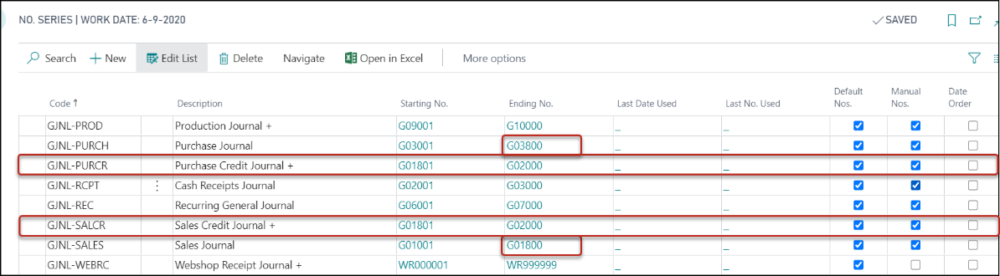 NO. SERIES | WORK DATE: 6-9-2020 SAVED
Search + New Edit List Delete Navigate Open in Excel More options
Default Manual Date
Code ↑ Description Starting No. Ending No. Last Date Used Last No. Used Nos. Nos. Order
GJNL-PROD Production Journal + G09001 G10000 _ _
GJNL-PURCH Purchase Journal G03001 G03800 _ _
GJNL-PURCR Purchase Credit Journal + G01801 G02000 _ _
GJNL-RCPT Cash Receipts Journal G02001 G03000 _ _
GJNL-REC Recurring General Journal G06001 G07000 _ _
GJNL-SALCR Sales Credit Journal + G01801 G02000 _ _
GJNL-SALES Sales Journal G01001 G01800 _ _
GJNL-WEBRC Webshop Receipt Journal + WR000001 WR999999 _ _